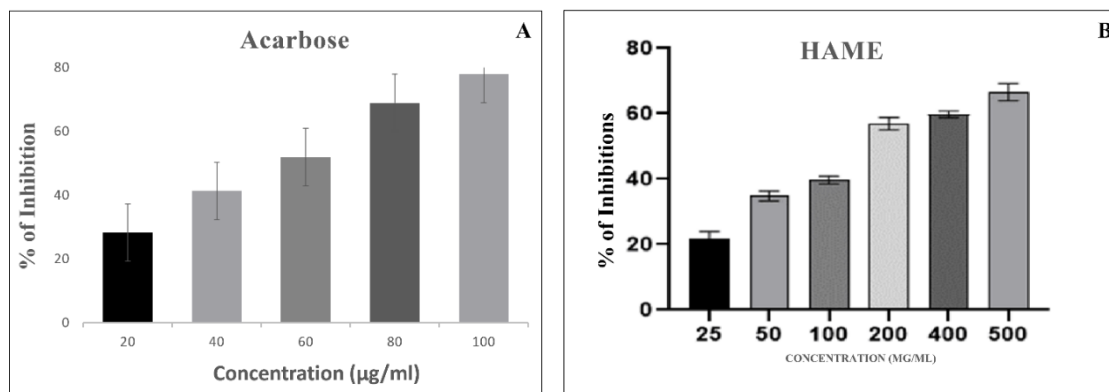 A
Acarbose
% of Inhibition
80
60
40
20
0
20 40 60 80 100
Concentration (µg/ml)
B
HAME
% of Inhibitions
80
60
40
20
0
25 50 100 200 400 500
CONCENTRATION (MG/ML)